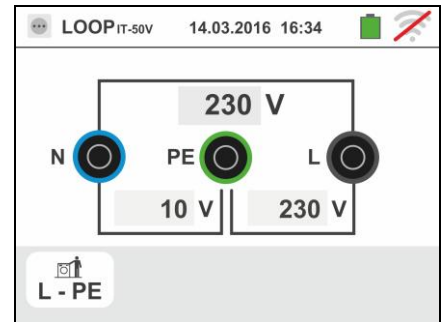 LOOP IT-50V 14.03.2016 16:34
230 V
N PE L
10 V 230 V
L - PE